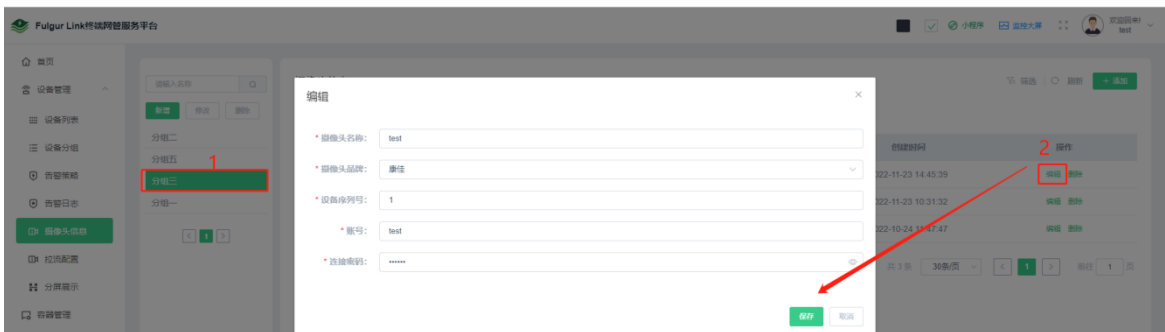 Fulgur Link终端网管服务平台
小程序
监控大屏
欢迎回来!
test
首页
设备管理
设备列表
设备分组
告警策略
告警日志
摄像头信息
拉流配置
分屏展示
容器管理
请输入名称
新增 修改 删除
分组二
分组五
1
分组三
分组一
1
筛选 刷新 + 添加
编辑
* 摄像头名称: test
* 摄像头品牌: 康佳
* 设备序列号: 1
* 账号: test
* 连接密码: ••••••
保存 取消
创建时间 2 操作
022-11-23 14:45:39 编辑 删除
022-11-23 10:31:32 编辑 删除
022-10-24 11:47:47 编辑 删除
共 3 条 30条/页 1 前往 1 页